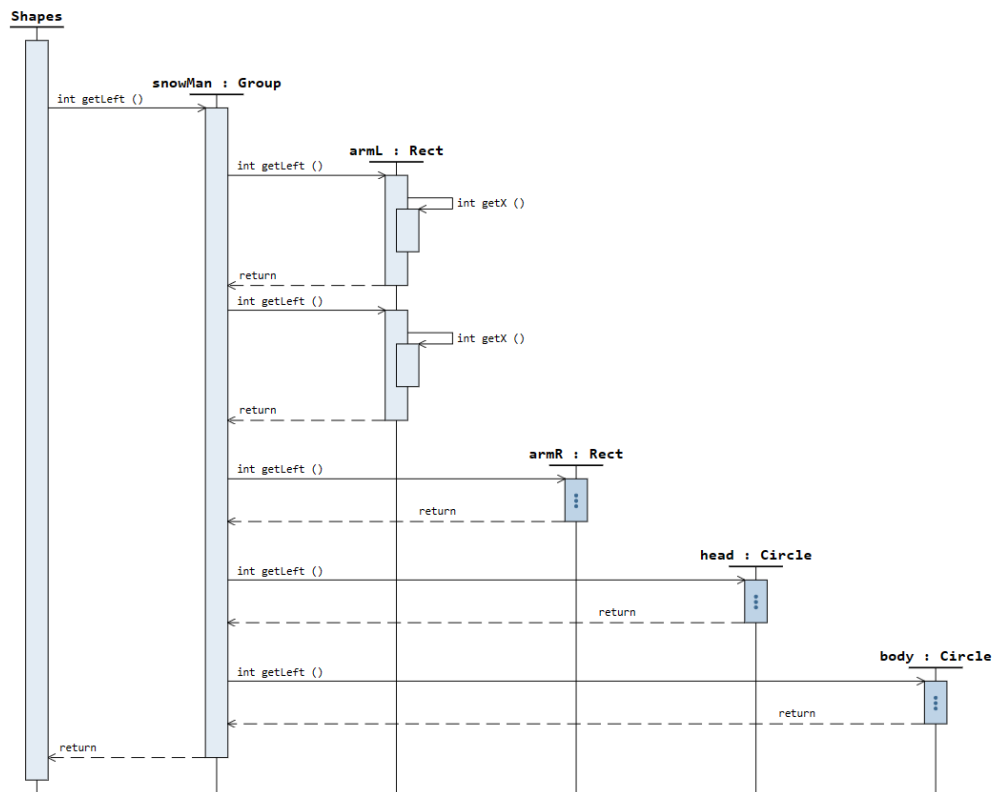 Shapes
snowMan : Group
int getLeft ()
armL : Rect
int getLeft ()
int getX ()
return
int getLeft ()
int getX ()
return
armR : Rect
int getLeft ()
return
head : Circle
int getLeft ()
return
body : Circle
int getLeft ()
return
return